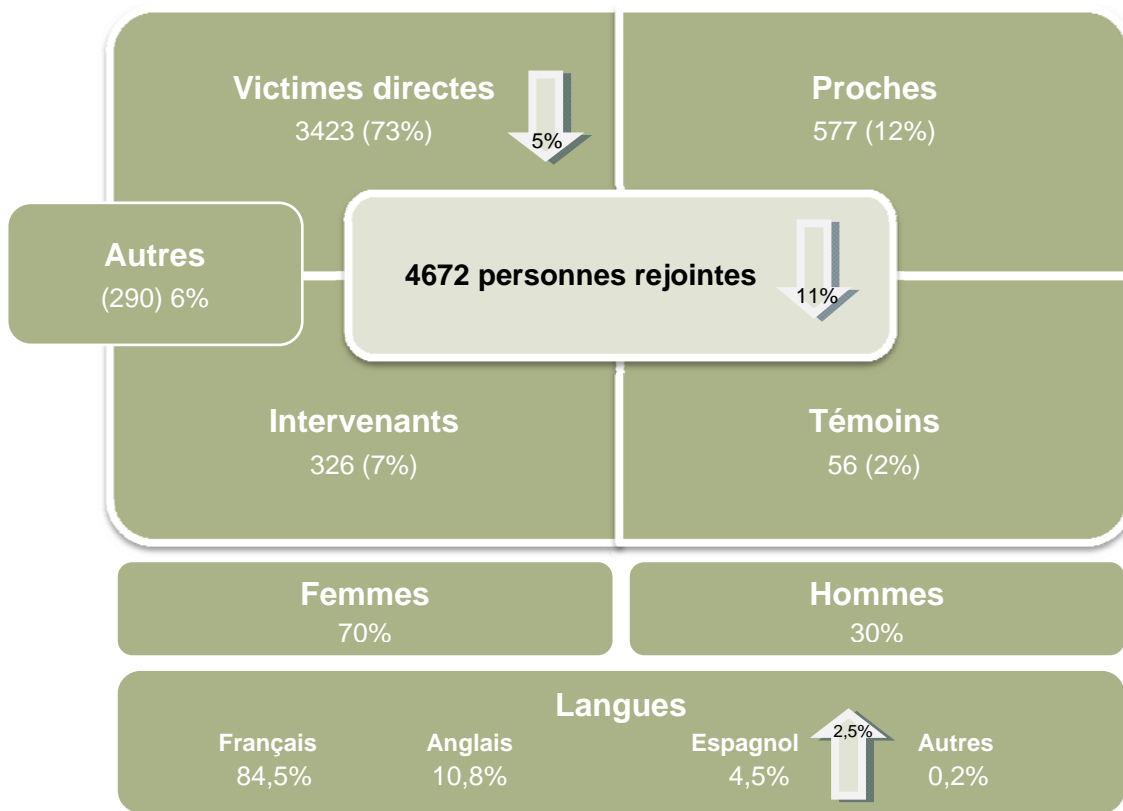 Victimes directes
3423 (73%)
5%
Proches
577 (12%)
Autres
(290) 6%
4672 personnes rejointes
11%
Intervenants
326 (7%)
Témoins
56 (2%)
Femmes
70%
Hommes
30%
Langues
Français
84,5%
Anglais
10,8%
Espagnol
4,5%
2,5%
Autres
0,2%